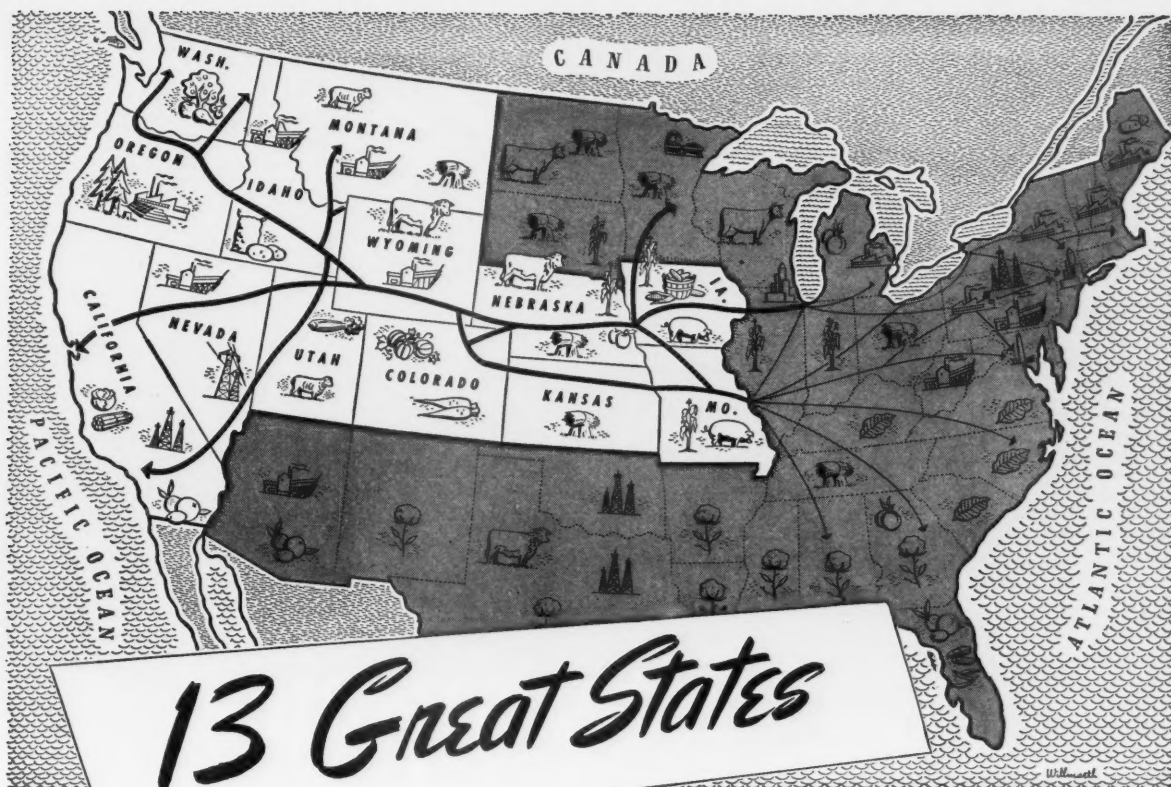 CANADA
WASH.
MONTANA
OREGON
IDAHO
WYOMING
NEBRASKA
IA.
CALIFORNIA
NEVADA
UTAH
COLORADO
KANSAS
MO.
PACIFIC OCEAN
ATLANTIC OCEAN
13 Great States
Willmarth